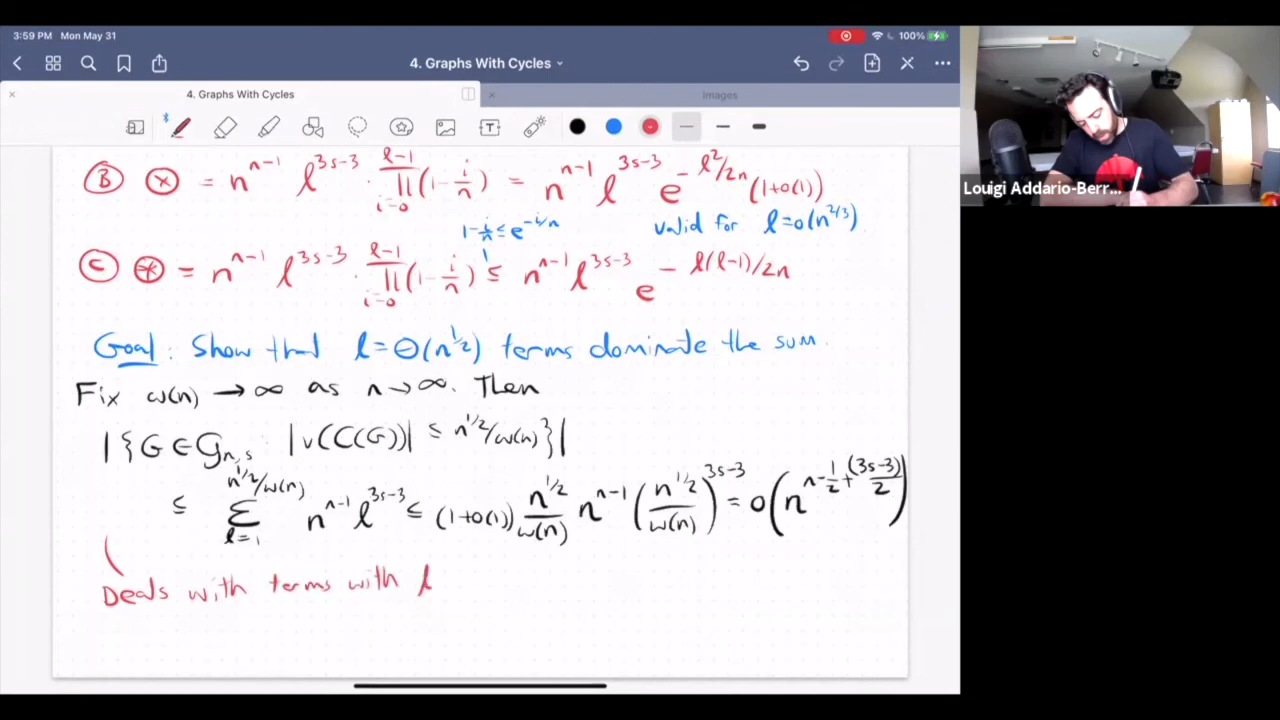 3:59 PM Mon May 31
100%
4. Graphs With Cycles
4. Graphs With Cycles
Images
Louigi Addario-Berr...
Ⓑ ⊛ = n^{n-1} l^{3s-3} · ∏_{i=0}^{l-1} (1 - i/n) = n^{n-1} l^{3s-3} e^{-l²/2n} (1+o(1))
1 - i/n ≤ e^{-i/n} valid for l = o(n^{2/3})
Ⓒ ⊛ = n^{n-1} l^{3s-3} · ∏_{i=0}^{l-1} (1 - i/n) ≤ n^{n-1} l^{3s-3} e^{-l(l-1)/2n}
Goal: Show that l = Θ(n^{1/2}) terms dominate the sum.
Fix ω(n) → ∞ as n → ∞. Then
|{G ∈ G_{n,s} |v(C(G))| ≤ n^{1/2}/ω(n)}|
≤ Σ_{l=1}^{n^{1/2}/ω(n)} n^{n-1} l^{3s-3} ≤ (1+o(1)) n^{1/2}/ω(n) n^{n-1} (n^{1/2}/ω(n))^{3s-3} = o(n^{n - 1/2 + (3s-3)/2})
Deals with terms with l